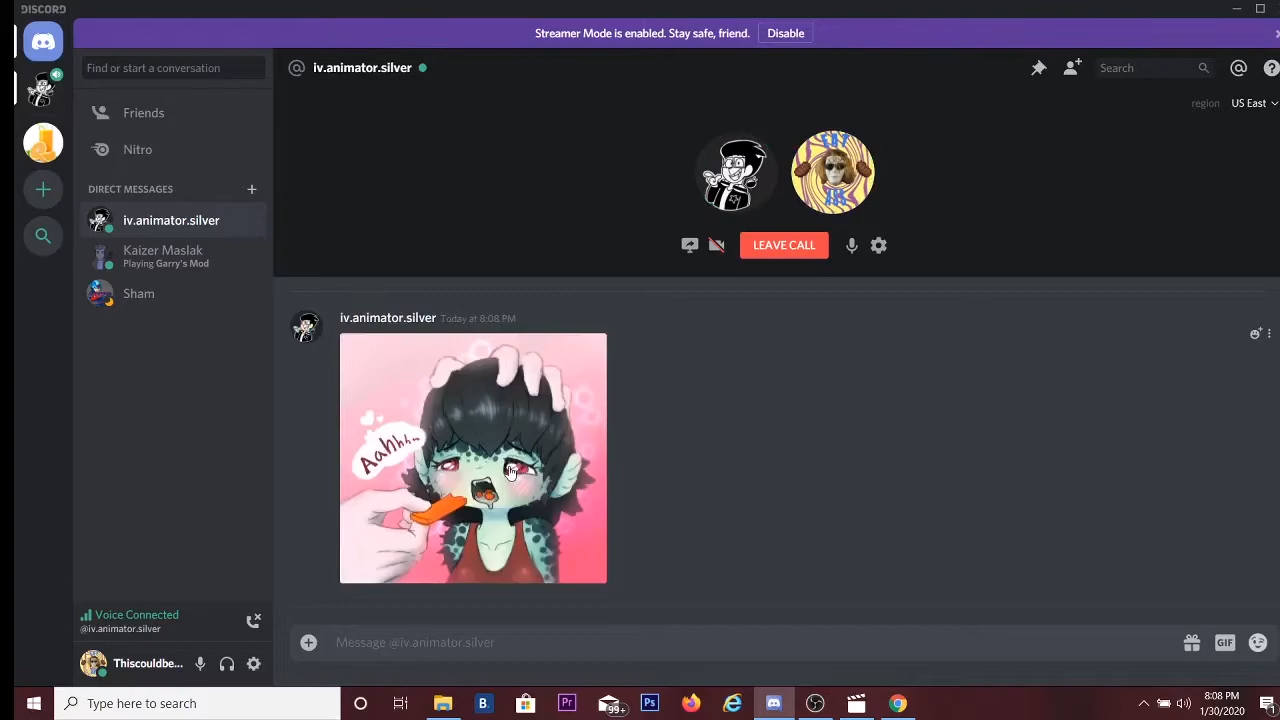 DISCORD
Streamer Mode is enabled. Stay safe, friend.
Disable
Find or start a conversation
iv.animator.silver
Search
region
US East
Friends
Nitro
DIRECT MESSAGES
iv.animator.silver
Kaizer Maslak
Playing Garry's Mod
Sham
LEAVE CALL
iv.animator.silver Today at 8:08 PM
Aahhh...
Voice Connected
@iv.animator.silver
Message @iv.animator.silver
GIF
Thiscouldbe...
Type here to search
B
Pr
99+
Ps
8:08 PM
1/30/2020